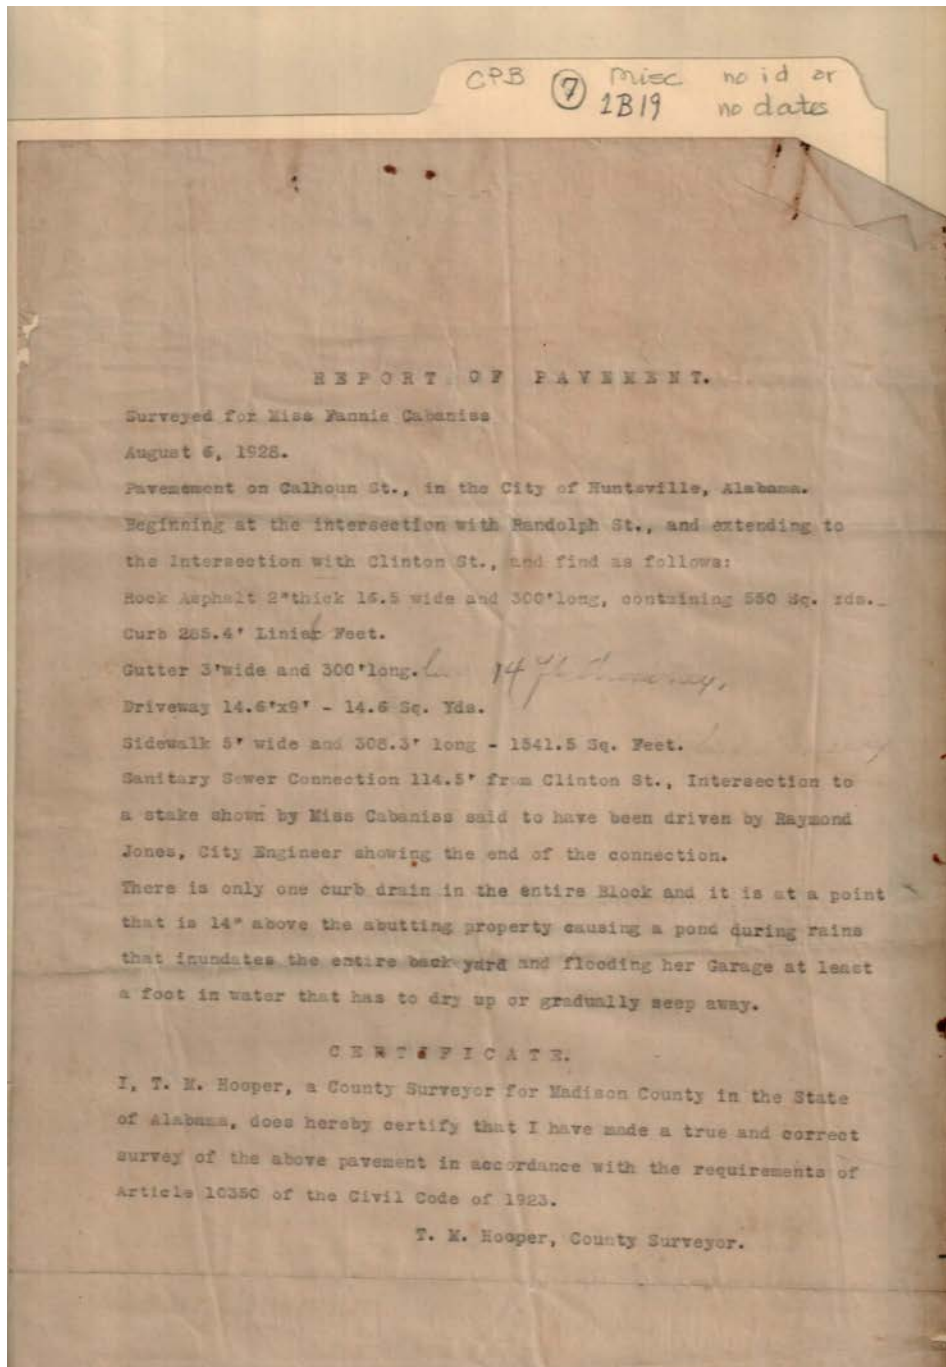 CPB ⑦ Misc no id or
2B19 no dates
REPORT OF PAVEMENT.
Surveyed for Miss Fannie Cabaniss
August 6, 1928.
Pavemement on Calhoun St., in the City of Huntsville, Alabama.
Beginning at the intersection with Randolph St., and extending to
the Intersection with Clinton St., and find as follows:
Rock Asphalt 2"thick 16.5 wide and 300'long, containing 550 Sq. Yds.
Curb 285.4' Linier Feet.
Gutter 3'wide and 300'long. 14
Driveway 14.6'x9' - 14.6 Sq. Yds.
Sidewalk 5' wide and 308.3' long - 1541.5 Sq. Feet.
Sanitary Sewer Connection 114.5' from Clinton St., Intersection to
a stake shown by Miss Cabaniss said to have been driven by Raymond
Jones, City Engineer showing the end of the connection.
There is only one curb drain in the entire Block and it is at a point
that is 14" above the abutting property causing a pond during rains
that inundates the entire back yard and flooding her Garage at least
a foot in water that has to dry up or gradually seep away.
CERTIFICATE.
I, T. M. Hooper, a County Surveyor for Madison County in the State
of Alabama, does hereby certify that I have made a true and correct
survey of the above pavement in accordance with the requirements of
Article 10350 of the Civil Code of 1923.
T. M. Hooper, County Surveyor.